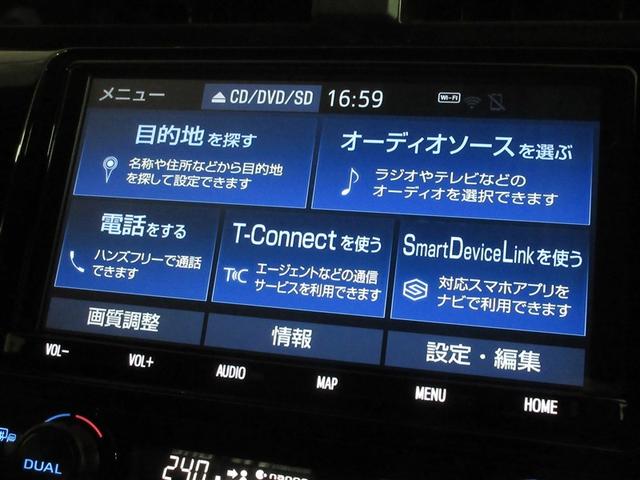 メニュー
CD/DVD/SD
16:59
Wi-Fi
目的地を探す
名称や住所などから目的地
を探して設定できます
オーディオソースを選ぶ
ラジオやテレビなどの
オーディオを選択できます
電話をする
ハンズフリーで通話
できます
T-Connectを使う
TC
エージェントなどの通信
サービスを利用できます
SmartDeviceLinkを使う
対応スマホアプリを
ナビで利用できます
画質調整
情報
設定・編集
VOL-
VOL+
AUDIO
MAP
MENU
HOME
DUAL
240